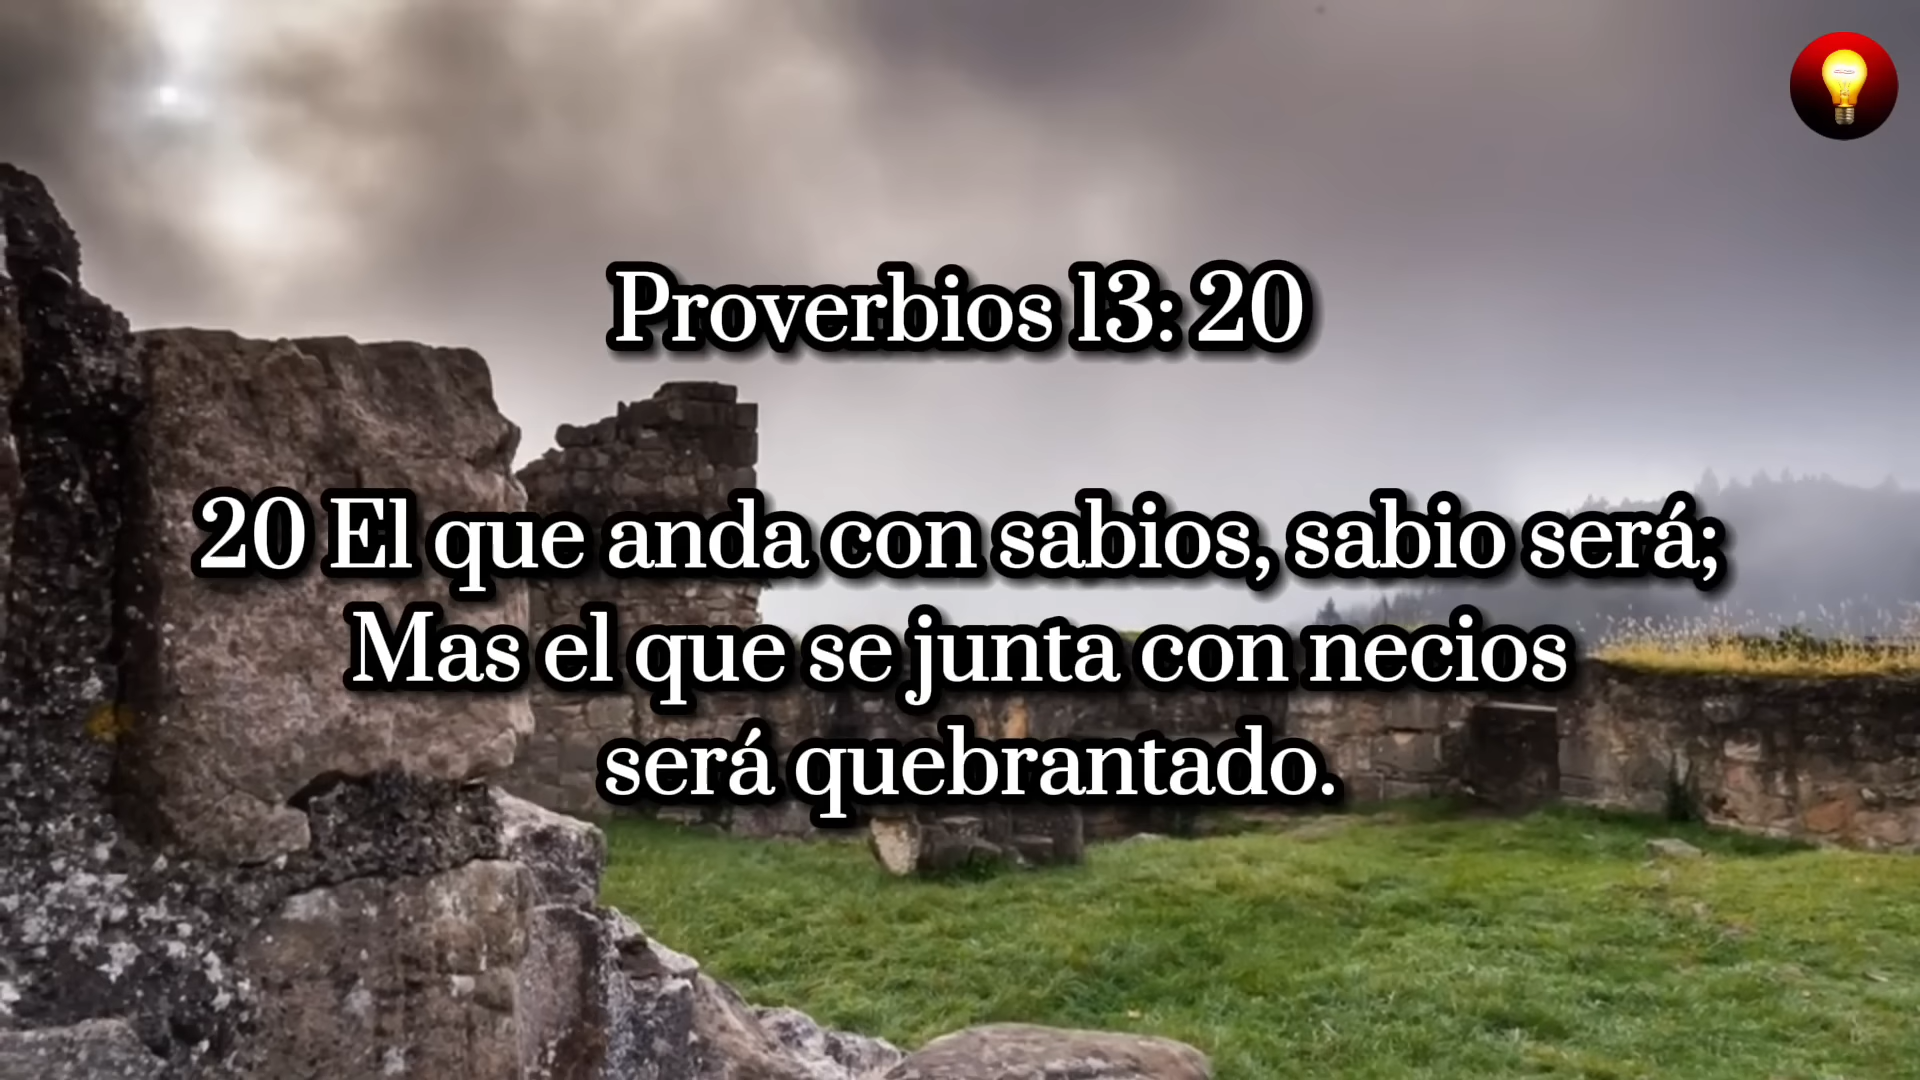 Proverbios 13: 20
20 El que anda con sabios, sabio será;
Mas el que se junta con necios
será quebrantado.